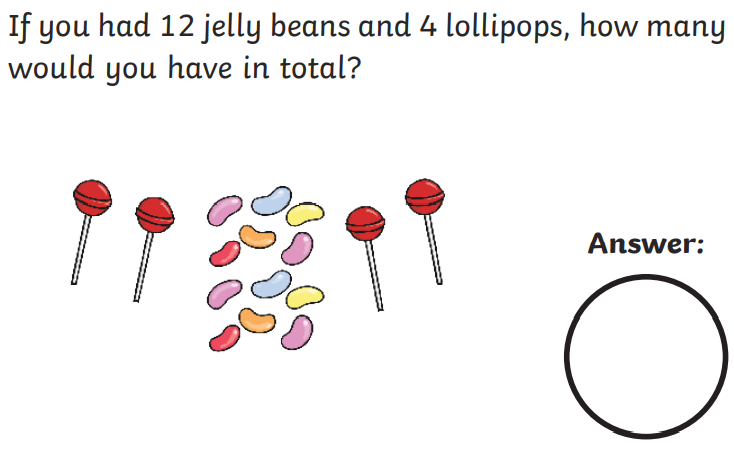 If you had 12 jelly beans and 4 lollipops, how many
would you have in total?
Answer: